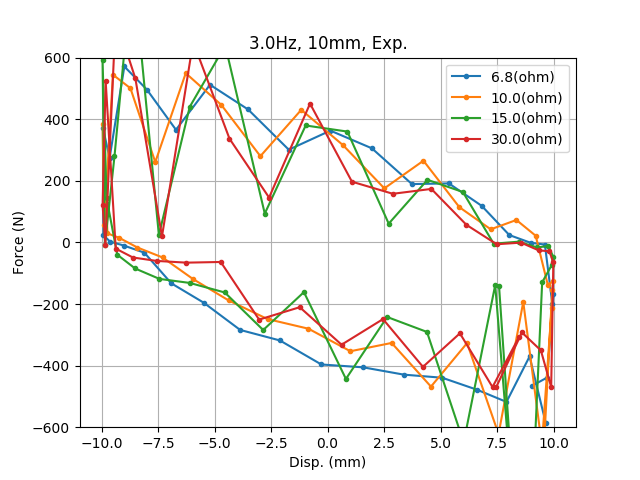 3.0Hz, 10mm, Exp.
6.8(ohm)
10.0(ohm)
15.0(ohm)
30.0(ohm)
Force (N)
600
400
200
0
−200
−400
−600
−10.0 −7.5 −5.0 −2.5 0.0 2.5 5.0 7.5 10.0
Disp. (mm)